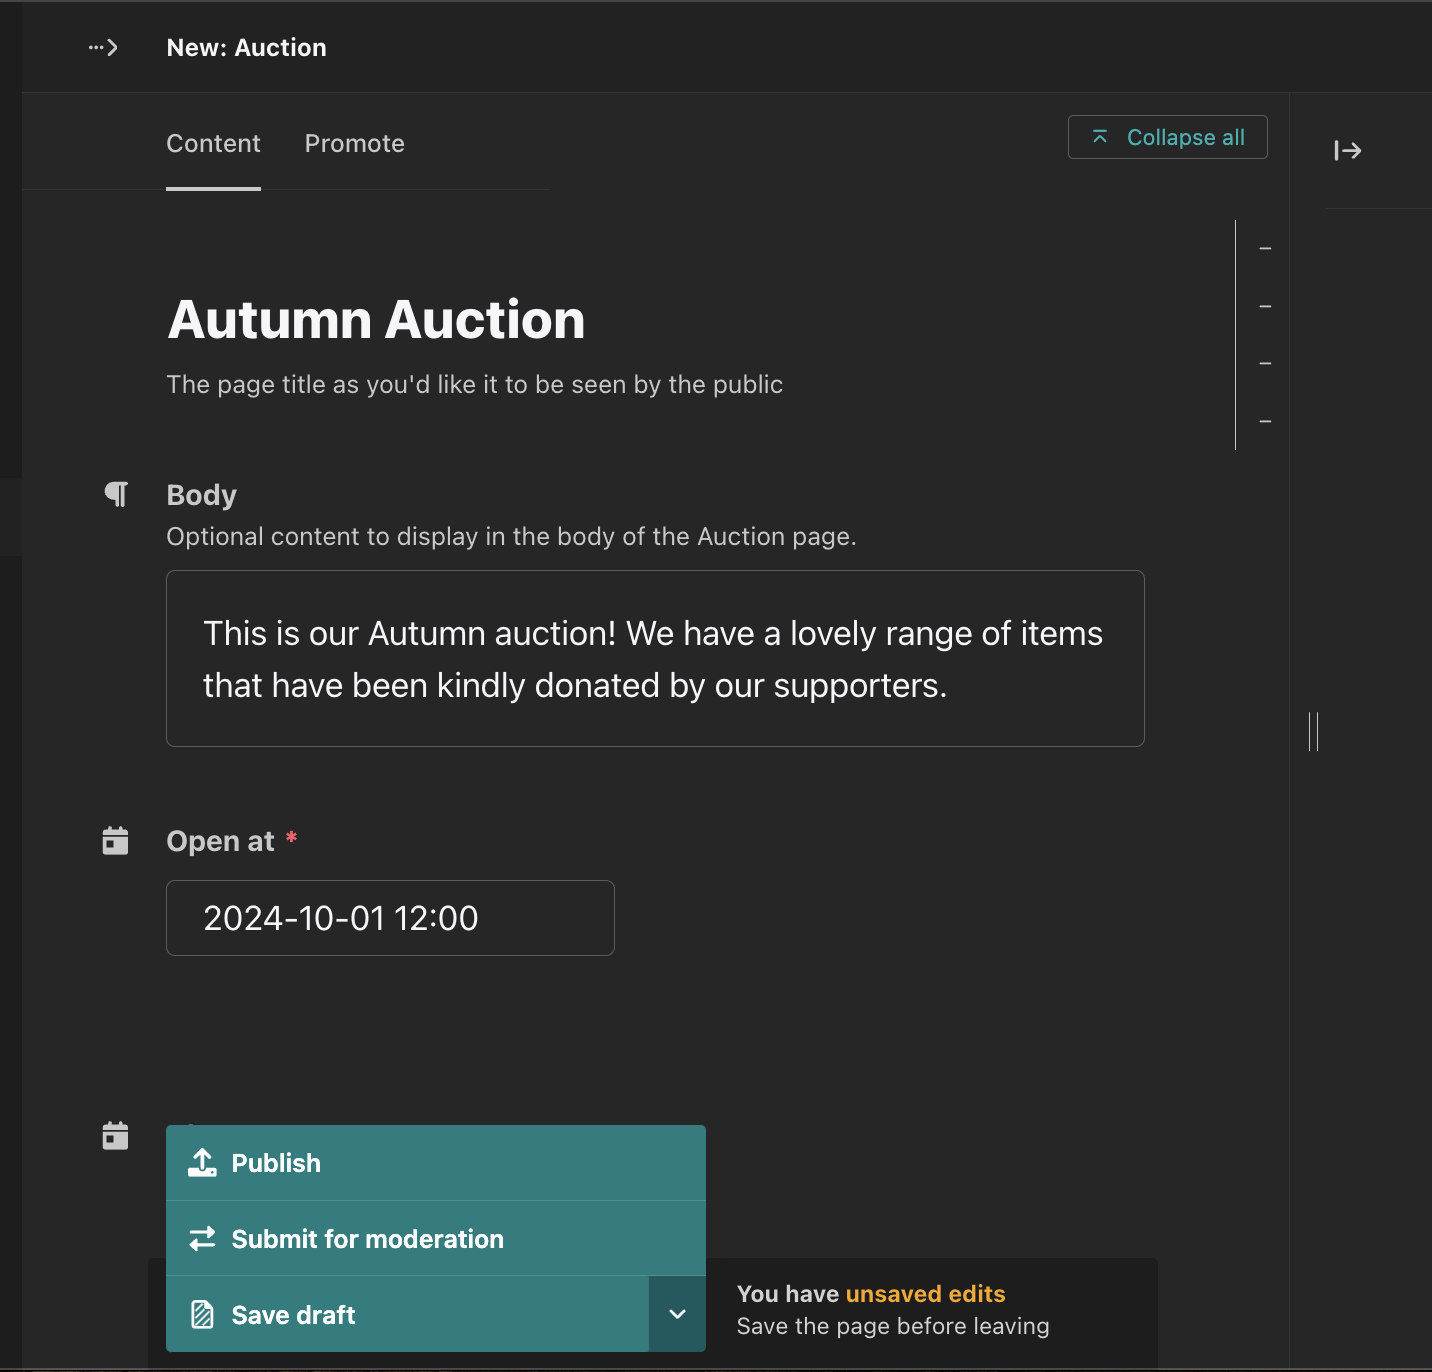 New: Auction
Content
Promote
Collapse all
Autumn Auction
The page title as you'd like it to be seen by the public
Body
Optional content to display in the body of the Auction page.
This is our Autumn auction! We have a lovely range of items
that have been kindly donated by our supporters.
Open at *
2024-10-01 12:00
Publish
Submit for moderation
Save draft
You have unsaved edits
Save the page before leaving